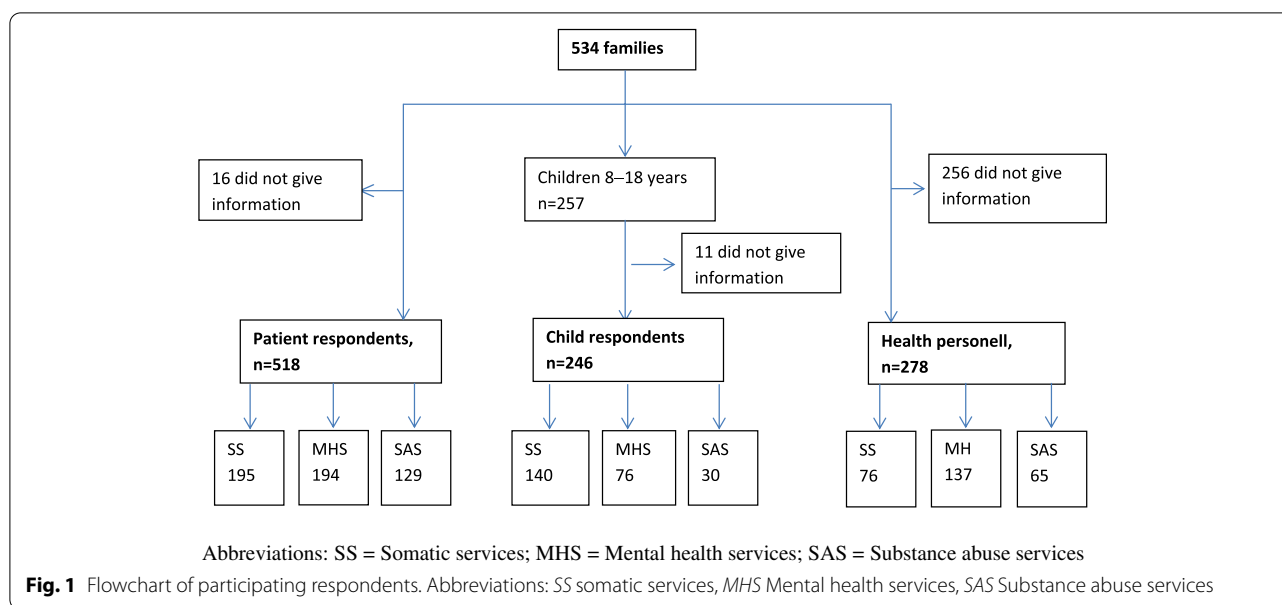 534 families
16 did not give
information
Children 8–18 years
n=257
256 did not give
information
11 did not give
information
Patient respondents,
n=518
Child respondents
n=246
Health personell,
n=278
SS
195
MHS
194
SAS
129
SS
140
MHS
76
SAS
30
SS
76
MH
137
SAS
65
Abbreviations: SS = Somatic services; MHS = Mental health services; SAS = Substance abuse services
Fig. 1 Flowchart of participating respondents. Abbreviations: SS somatic services, MHS Mental health services, SAS Substance abuse services